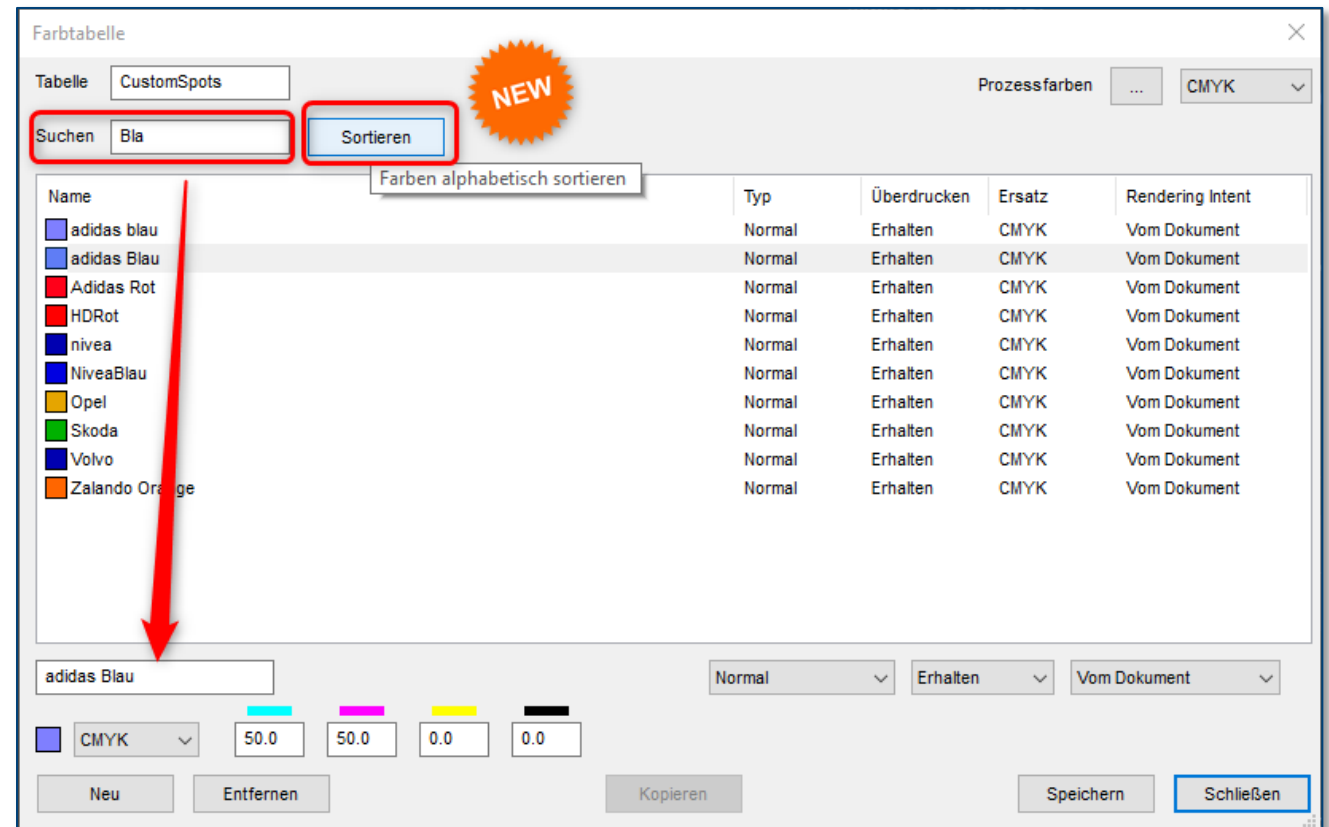 Farbtabelle
Tabelle CustomSpots NEW Prozessfarben ... CMYK
Suchen Bla Sortieren
Farben alphabetisch sortieren
Name Typ Überdrucken Ersatz Rendering Intent
adidas blau Normal Erhalten CMYK Vom Dokument
adidas Blau Normal Erhalten CMYK Vom Dokument
Adidas Rot Normal Erhalten CMYK Vom Dokument
HDRot Normal Erhalten CMYK Vom Dokument
nivea Normal Erhalten CMYK Vom Dokument
NiveaBlau Normal Erhalten CMYK Vom Dokument
Opel Normal Erhalten CMYK Vom Dokument
Skoda Normal Erhalten CMYK Vom Dokument
Volvo Normal Erhalten CMYK Vom Dokument
Zalando Orange Normal Erhalten CMYK Vom Dokument
adidas Blau Normal Erhalten Vom Dokument
CMYK 50.0 50.0 0.0 0.0
Neu Entfernen Kopieren Speichern Schließen